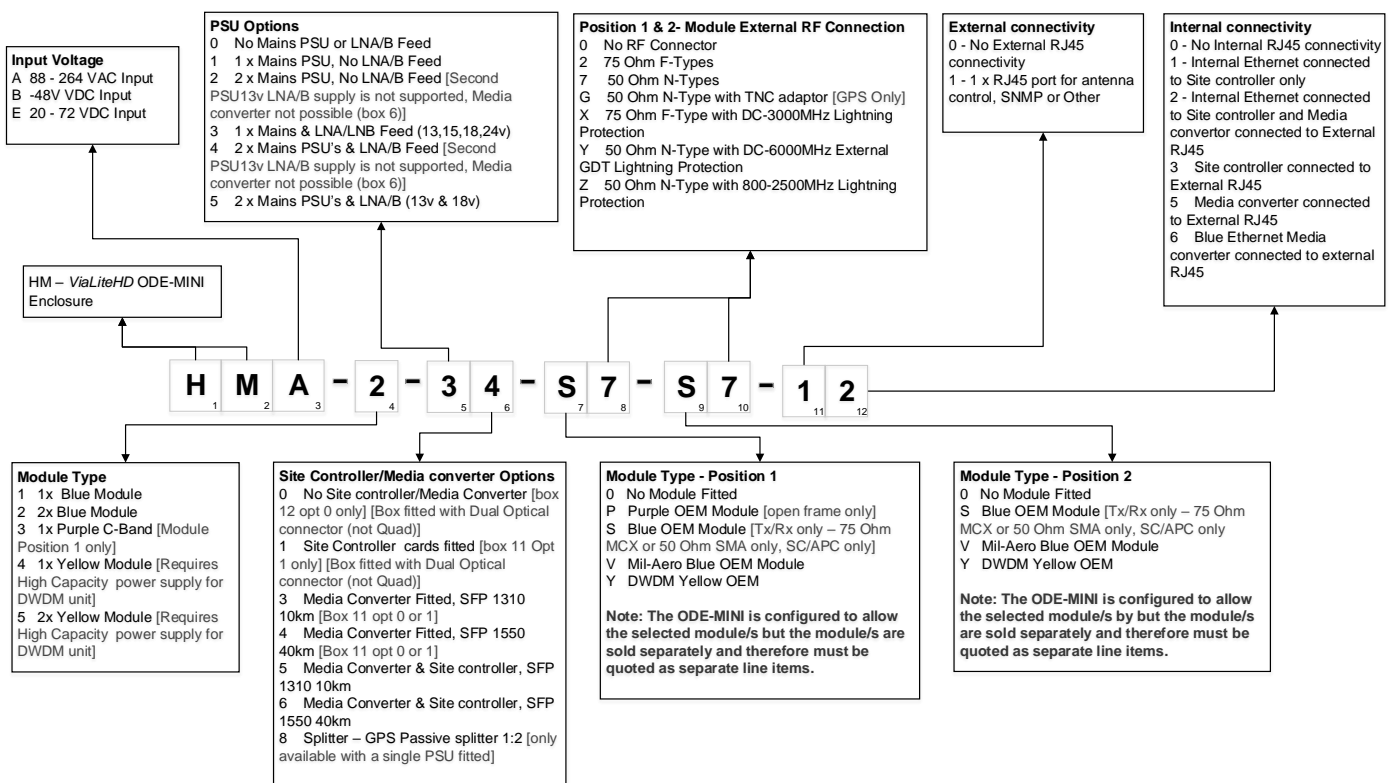 PSU Options
0 No Mains PSU or LNA/B Feed
1 1 x Mains PSU, No LNA/B Feed
2 2 x Mains PSU, No LNA/B Feed [Second
PSU13v LNA/B supply is not supported, Media
converter not possible (box 6)]
3 1 x Mains & LNA/LNB Feed (13,15,18,24v)
4 2 x Mains PSU's & LNA/B Feed [Second
PSU13v LNA/B supply is not supported, Media
converter not possible (box 6)]
5 2 x Mains PSU's & LNA/B (13v & 18v)
Position 1 & 2- Module External RF Connection
0 No RF Connector
2 75 Ohm F-Types
7 50 Ohm N-Types
G 50 Ohm N-Type with TNC adaptor [GPS Only]
X 75 Ohm F-Type with DC-3000MHz Lightning
Protection
Y 50 Ohm N-Type with DC-6000MHz External
GDT Lightning Protection
Z 50 Ohm N-Type with 800-2500MHz Lightning
Protection
External connectivity
0 - No External RJ45
connectivity
1 - 1 x RJ45 port for antenna
control, SNMP or Other
Internal connectivity
0 - No Internal RJ45 connectivity
1 - Internal Ethernet connected
to Site controller only
2 - Internal Ethernet connected
to Site controller and Media
convertor connected to External
RJ45
3 Site controller connected to
External RJ45
5 Media converter connected
to External RJ45
6 Blue Ethernet Media
converter connected to external
RJ45
Input Voltage
A 88 - 264 VAC Input
B -48V VDC Input
E 20 - 72 VDC Input
HM – ViaLiteHD ODE-MINI
Enclosure
H M A - 2 - 3 4 - S 7 - S 7 - 1 2
1 2 3 4 5 6 7 8 9 10 11 12
Module Type
1 1x Blue Module
2 2x Blue Module
3 1x Purple C-Band [Module
Position 1 only]
4 1x Yellow Module [Requires
High Capacity power supply for
DWDM unit]
5 2x Yellow Module [Requires
High Capacity power supply for
DWDM unit]
Site Controller/Media converter Options
0 No Site controller/Media Converter [box
12 opt 0 only] [Box fitted with Dual Optical
connector (not Quad)]
1 Site Controller cards fitted [box 11 Opt
1 only] [Box fitted with Dual Optical
connector (not Quad)]
3 Media Converter Fitted, SFP 1310
10km [Box 11 opt 0 or 1]
4 Media Converter Fitted, SFP 1550
40km [Box 11 opt 0 or 1]
5 Media Converter & Site controller, SFP
1310 10km
6 Media Converter & Site controller, SFP
1550 40km
8 Splitter – GPS Passive splitter 1:2 [only
available with a single PSU fitted]
Module Type - Position 1
0 No Module Fitted
P Purple OEM Module [open frame only]
S Blue OEM Module [Tx/Rx only – 75 Ohm
MCX or 50 Ohm SMA only, SC/APC only]
V Mil-Aero Blue OEM Module
Y DWDM Yellow OEM
Note: The ODE-MINI is configured to allow
the selected module/s but the module/s are
sold separately and therefore must be
quoted as separate line items.
Module Type - Position 2
0 No Module Fitted
S Blue OEM Module [Tx/Rx only – 75 Ohm
MCX or 50 Ohm SMA only, SC/APC only
V Mil-Aero Blue OEM Module
Y DWDM Yellow OEM
Note: The ODE-MINI is configured to allow
the selected module/s by but the module/s
are sold separately and therefore must be
quoted as separate line items.